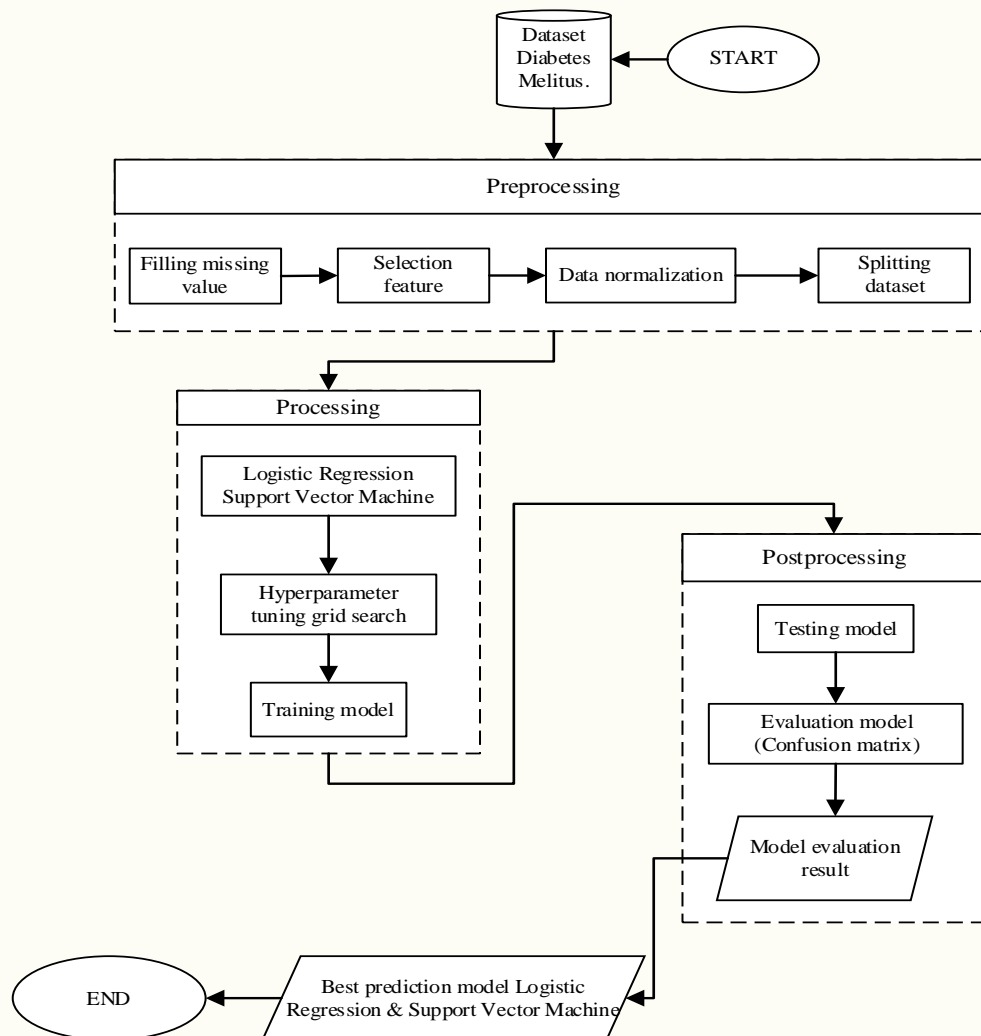 Dataset
Diabetes
Melitus.
START
Preprocessing
Filling missing
value
Selection
feature
Data normalization
Splitting
dataset
Processing
Logistic Regression
Support Vector Machine
Hyperparameter
tuning grid search
Training model
Postprocessing
Testing model
Evaluation model
(Confusion matrix)
Model evaluation
result
Best prediction model Logistic
Regression & Support Vector Machine
END